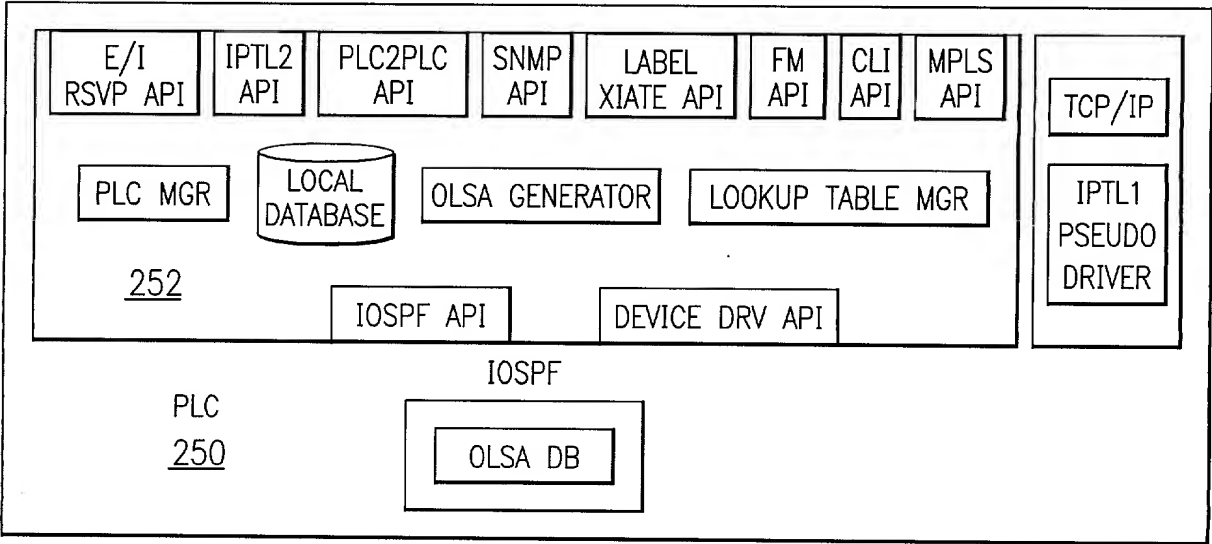 E/I
RSVP API
IPTL2
API
PLC2PLC
API
SNMP
API
LABEL
XIATE API
FM
API
CLI
API
MPLS
API
TCP/IP
PLC MGR
LOCAL
DATABASE
OLSA GENERATOR
LOOKUP TABLE MGR
IPTL1
PSEUDO
DRIVER
252
IOSPF API
DEVICE DRV API
IOSPF
PLC
250
OLSA DB